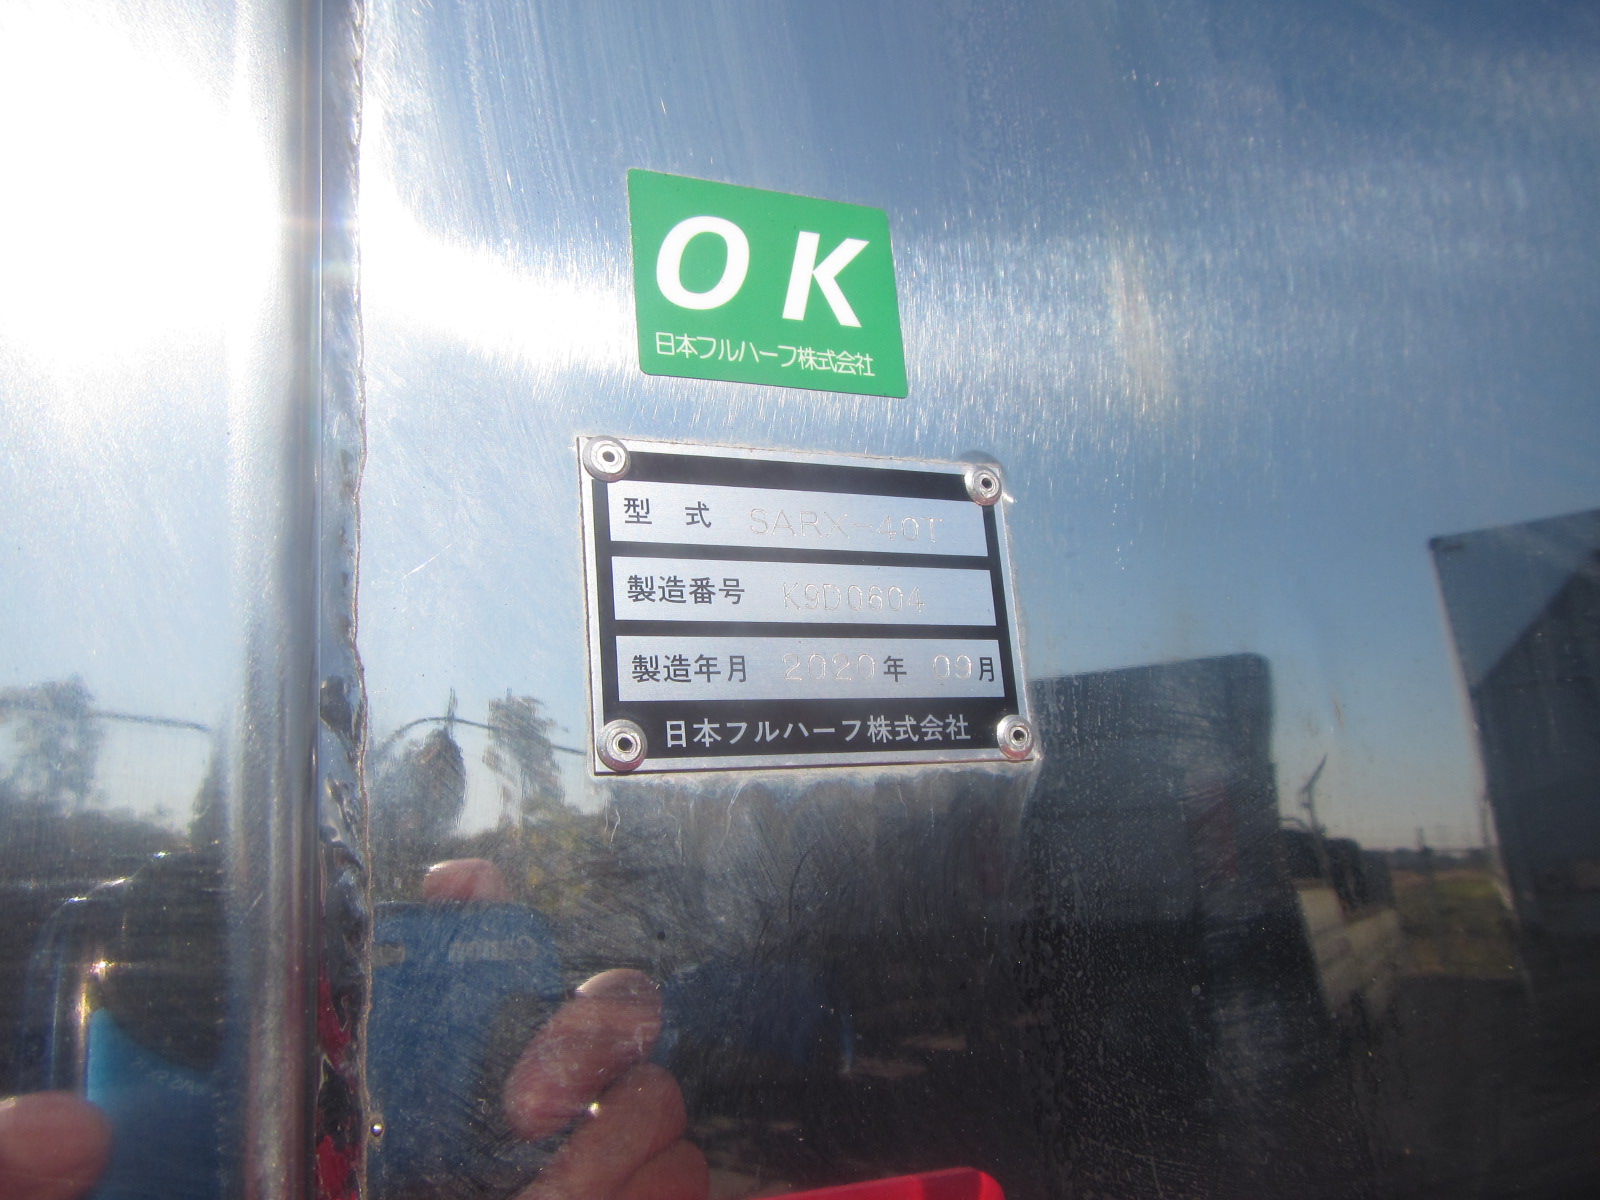 OK
日本フルハーフ株式会社
型 式 SARX-40T
製造番号 K9D0604
製造年月 2020年 09月
日本フルハーフ株式会社